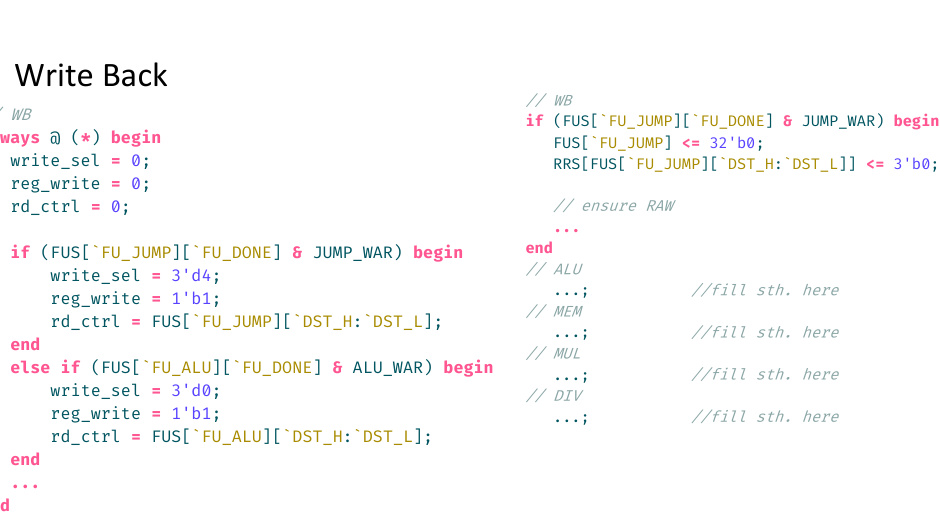 Write Back
/ WB
ways @ (*) begin
write_sel = 0;
reg_write = 0;
rd_ctrl = 0;
if (FUS[`FU_JUMP][`FU_DONE] & JUMP_WAR) begin
write_sel = 3'd4;
reg_write = 1'b1;
rd_ctrl = FUS[`FU_JUMP][`DST_H:`DST_L];
end
else if (FUS[`FU_ALU][`FU_DONE] & ALU_WAR) begin
write_sel = 3'd0;
reg_write = 1'b1;
rd_ctrl = FUS[`FU_ALU][`DST_H:`DST_L];
end
...
d
// WB
if (FUS[`FU_JUMP][`FU_DONE] & JUMP_WAR) begin
FUS[`FU_JUMP] <= 32'b0;
RRS[FUS[`FU_JUMP][`DST_H:`DST_L]] <= 3'b0;
// ensure RAW
...
end
// ALU
...; //fill sth. here
// MEM
...; //fill sth. here
// MUL
...; //fill sth. here
// DIV
...; //fill sth. here